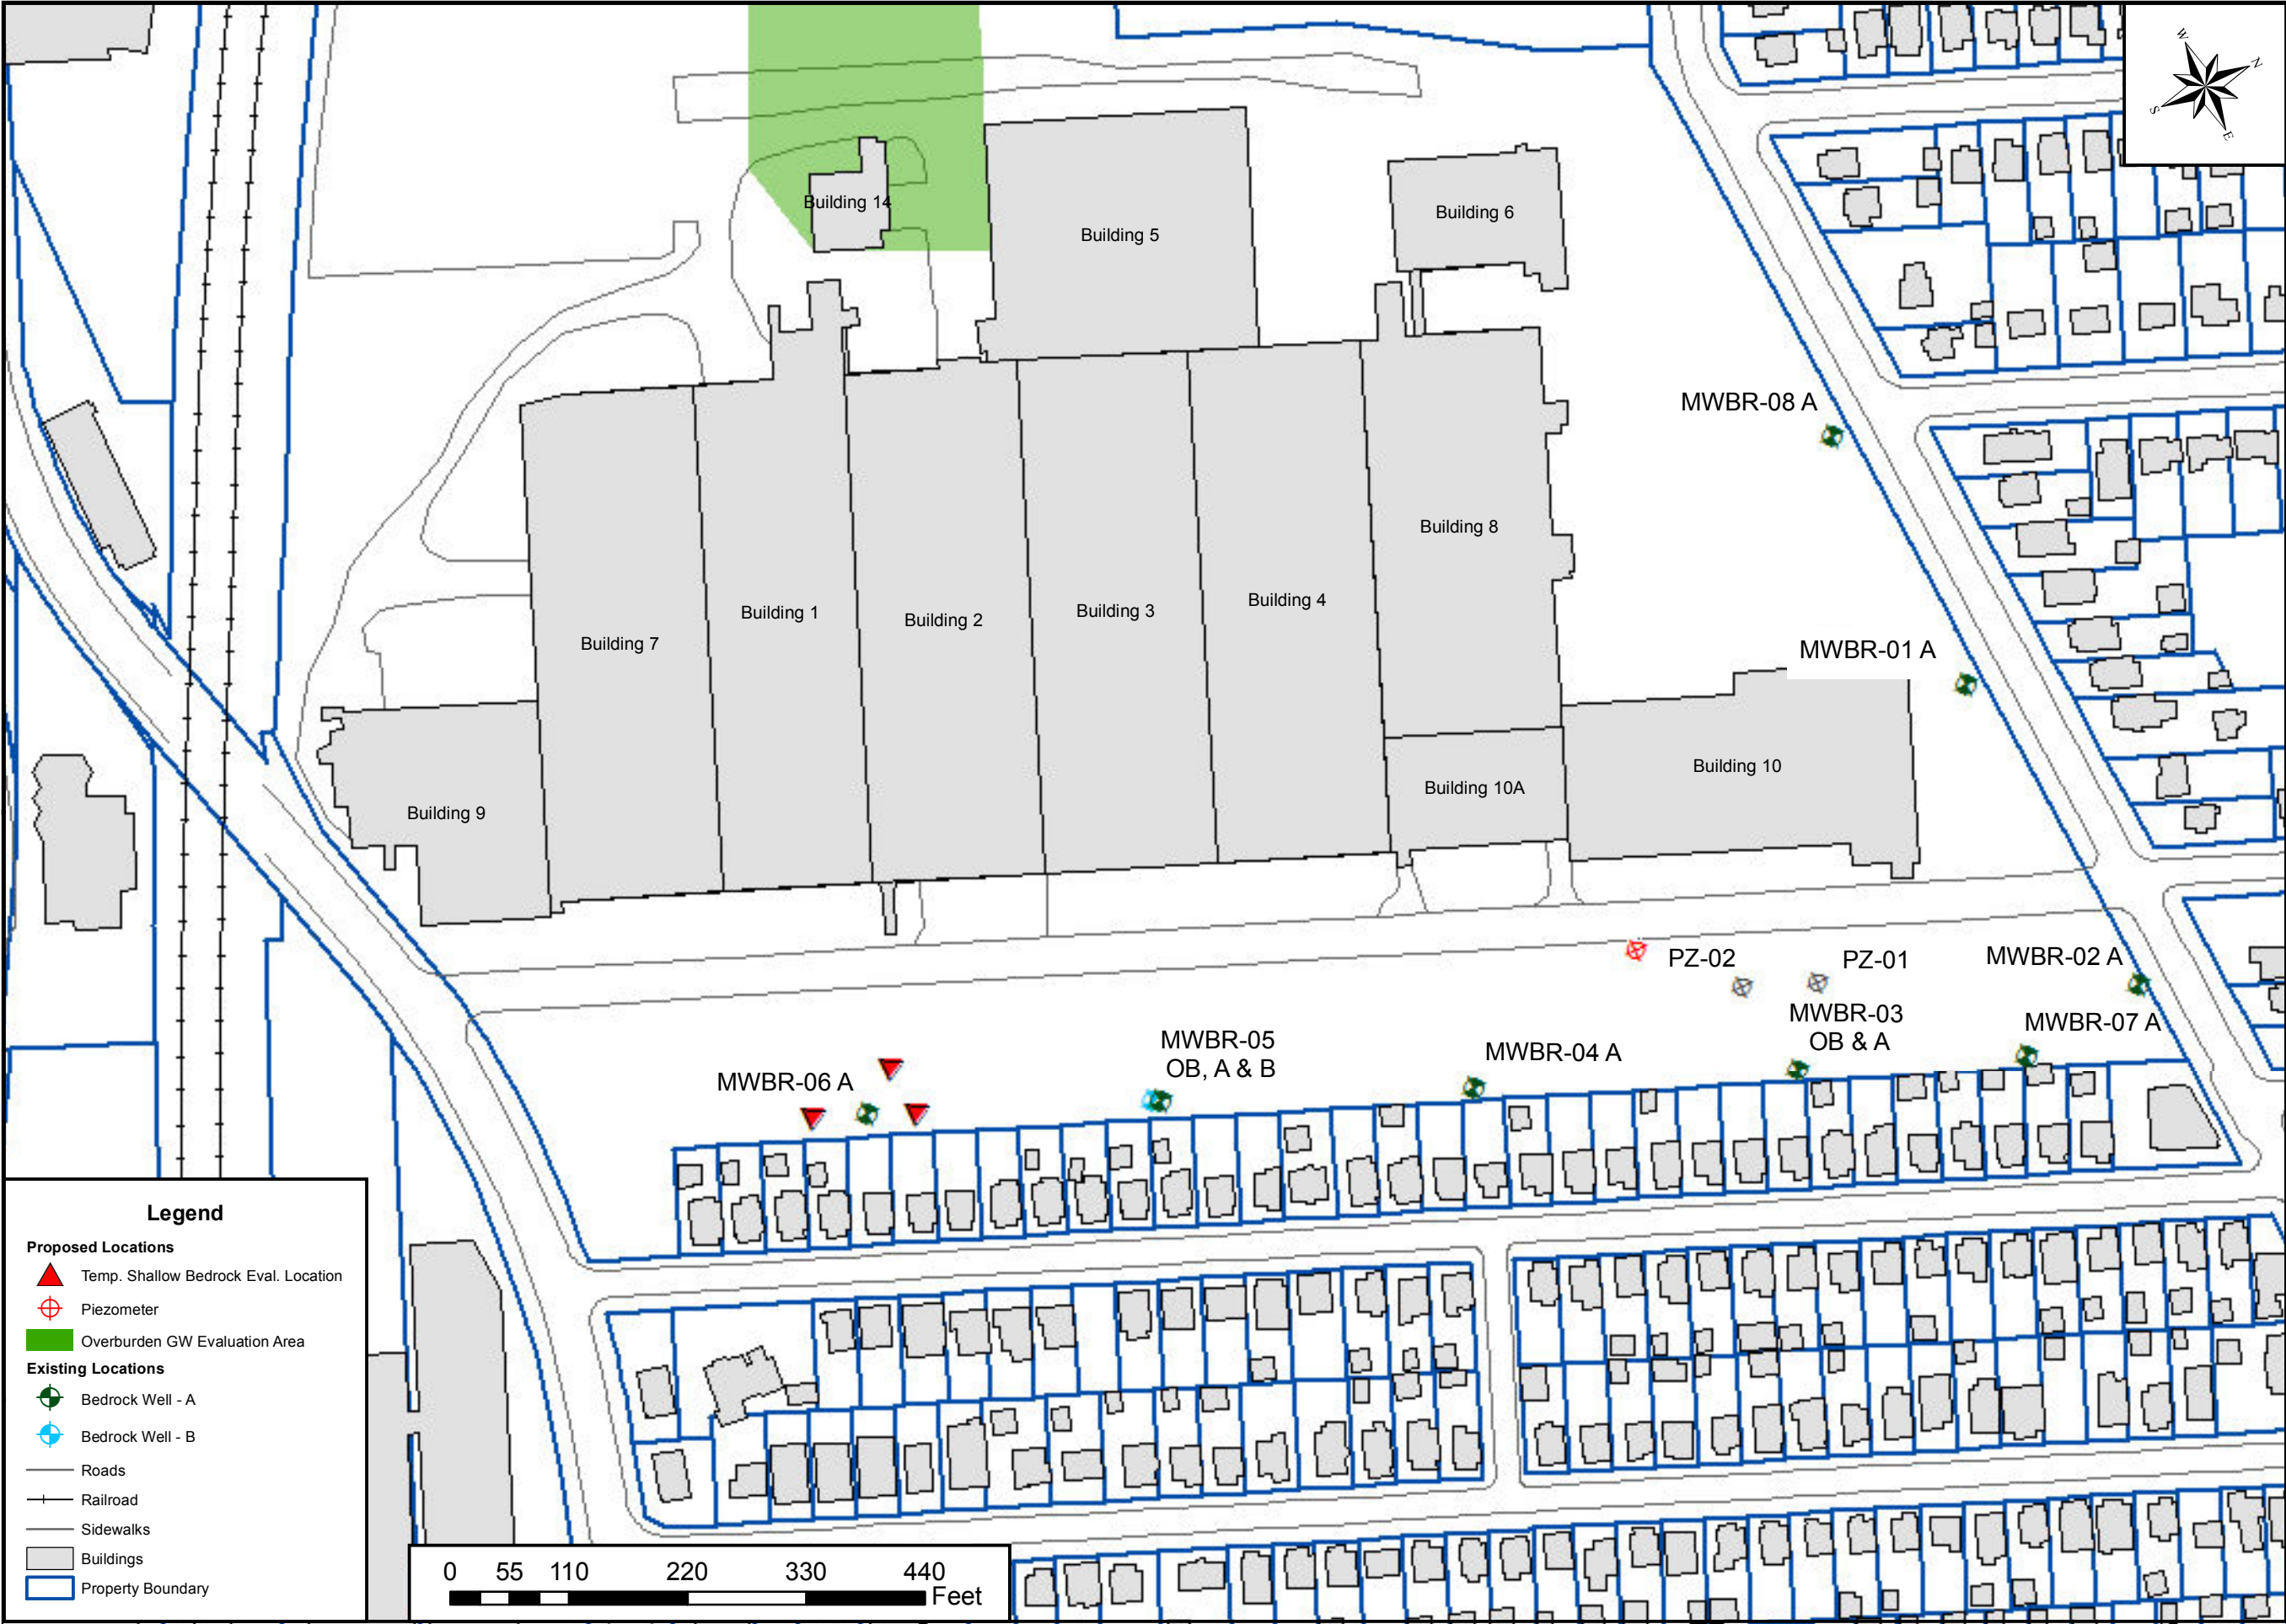 W
N
S
E
Building 14
Building 5
Building 6
MWBR-08 A
Building 8
Building 4
Building 3
Building 1
Building 2
Building 7
MWBR-01 A
Building 10
Building 10A
Building 9
PZ-02
PZ-01
MWBR-02 A
MWBR-03
OB & A
MWBR-07 A
MWBR-05
OB, A & B
MWBR-04 A
MWBR-06 A
Legend
Proposed Locations
Temp. Shallow Bedrock Eval. Location
Piezometer
Overburden GW Evaluation Area
Existing Locations
Bedrock Well - A
Bedrock Well - B
Roads
Railroad
Sidewalks
Buildings
Property Boundary
0 55 110 220 330 440
Feet